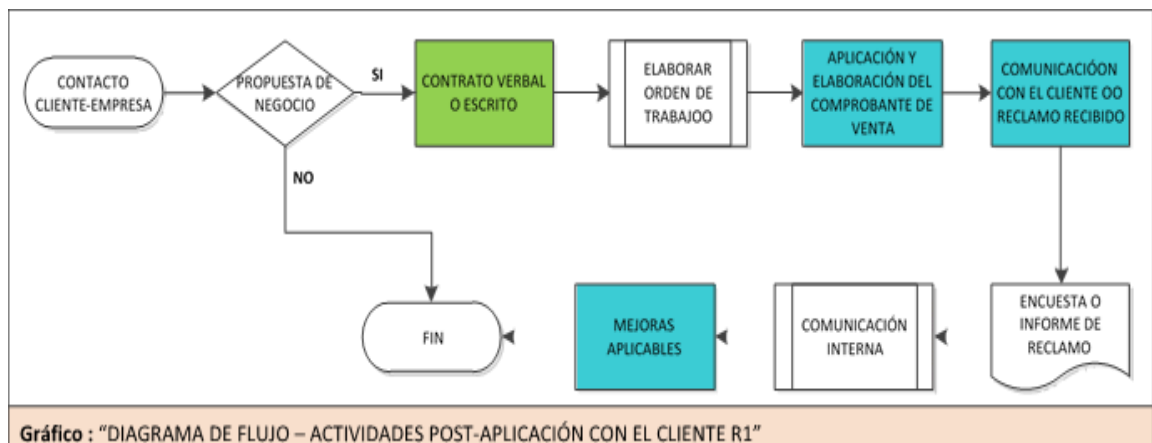 CONTACTO
CLIENTE-EMPRESA
PROPUESTA DE
NEGOCIO
SI
CONTRATO VERBAL
O ESCRITO
ELABORAR
ORDEN DE
TRABAJOO
APLICACIÓN Y
ELABORACIÓN DEL
COMPROBANTE DE
VENTA
COMUNICACIÓON
CON EL CLIENTE OO
RECLAMO RECIBIDO
NO
FIN
MEJORAS
APLICABLES
COMUNICACIÓN
INTERNA
ENCUESTA O
INFORME DE
RECLAMO
Gráfico : “DIAGRAMA DE FLUJO – ACTIVIDADES POST-APLICACIÓN CON EL CLIENTE R1”